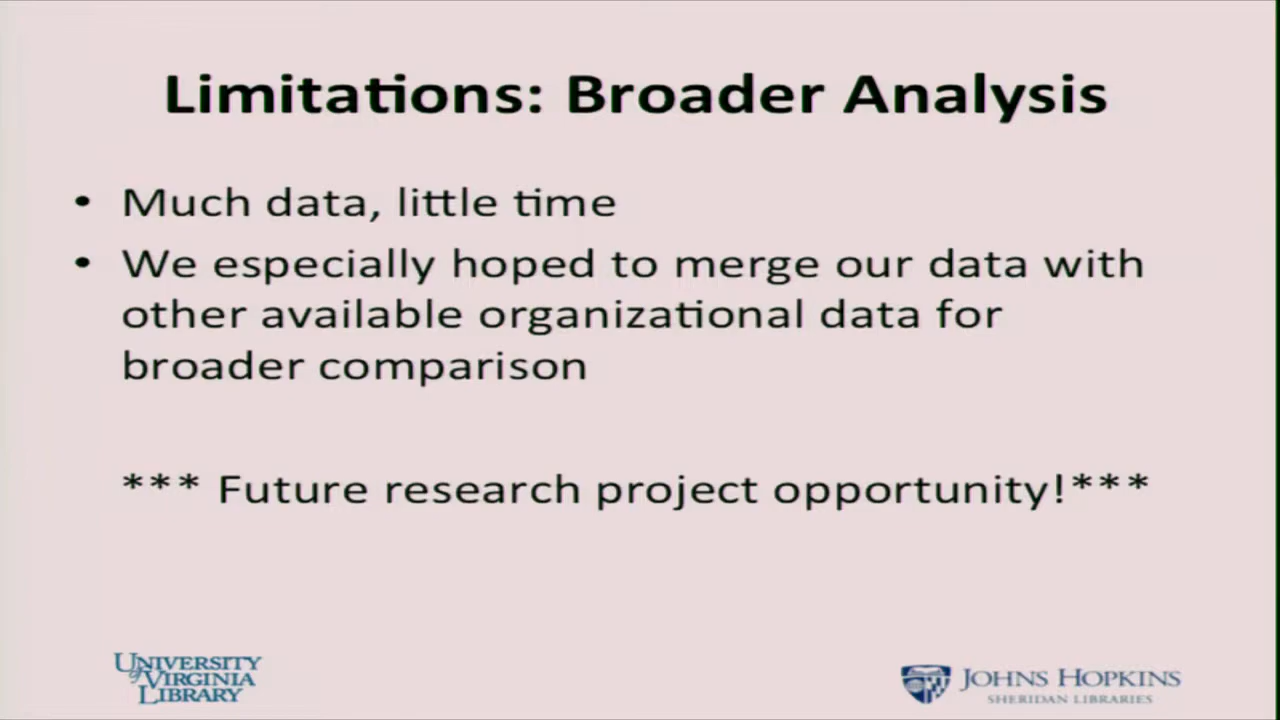 Limitations: Broader Analysis
• Much data, little time
• We especially hoped to merge our data with
other available organizational data for
broader comparison
*** Future research project opportunity!***
UNIVERSITY
of VIRGINIA
LIBRARY
JOHNS HOPKINS
SHERIDAN LIBRARIES